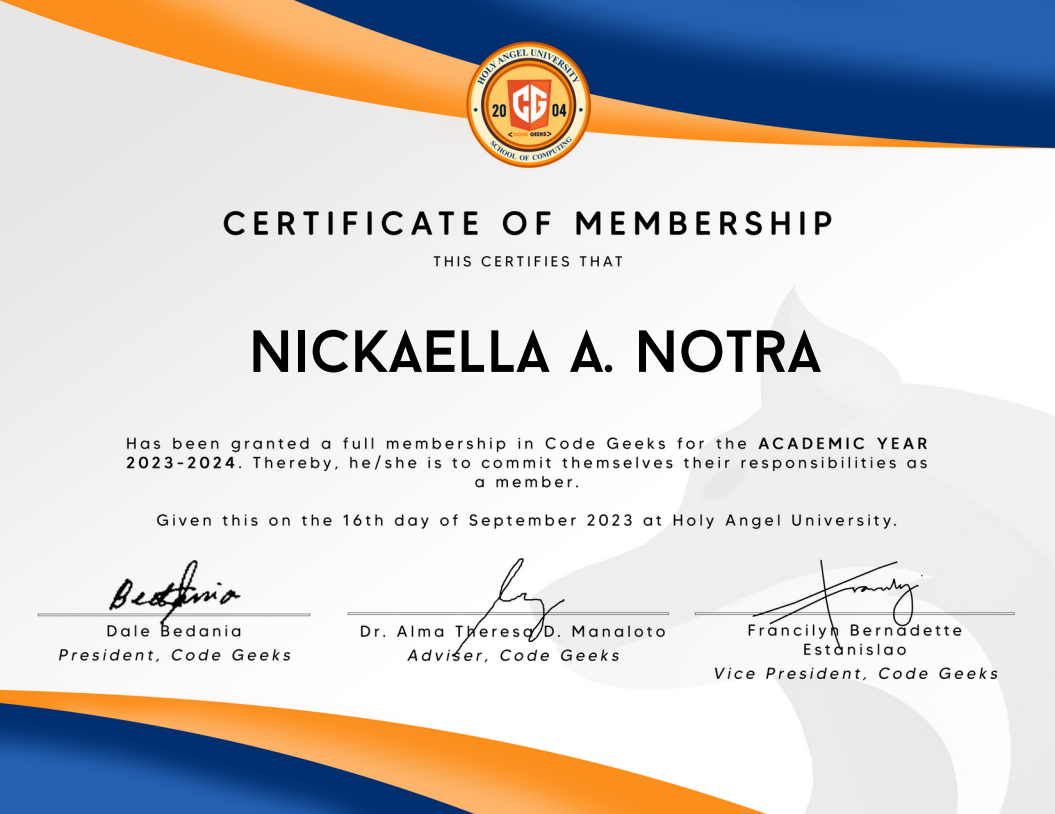 HOLY ANGEL UNIVERSITY
20 CG 04
<CODE GEEKS>
SCHOOL OF COMPUTING
CERTIFICATE OF MEMBERSHIP
THIS CERTIFIES THAT
NICKAELLA A. NOTRA
Has been granted a full membership in Code Geeks for the ACADEMIC YEAR
2023-2024. Thereby, he/she is to commit themselves their responsibilities as
a member.
Given this on the 16th day of September 2023 at Holy Angel University.
Bedania
Dale Bedania
President, Code Geeks
Dr. Alma Theresa D. Manaloto
Adviser, Code Geeks
Francilyn Bernadette
Estanislao
Vice President, Code Geeks